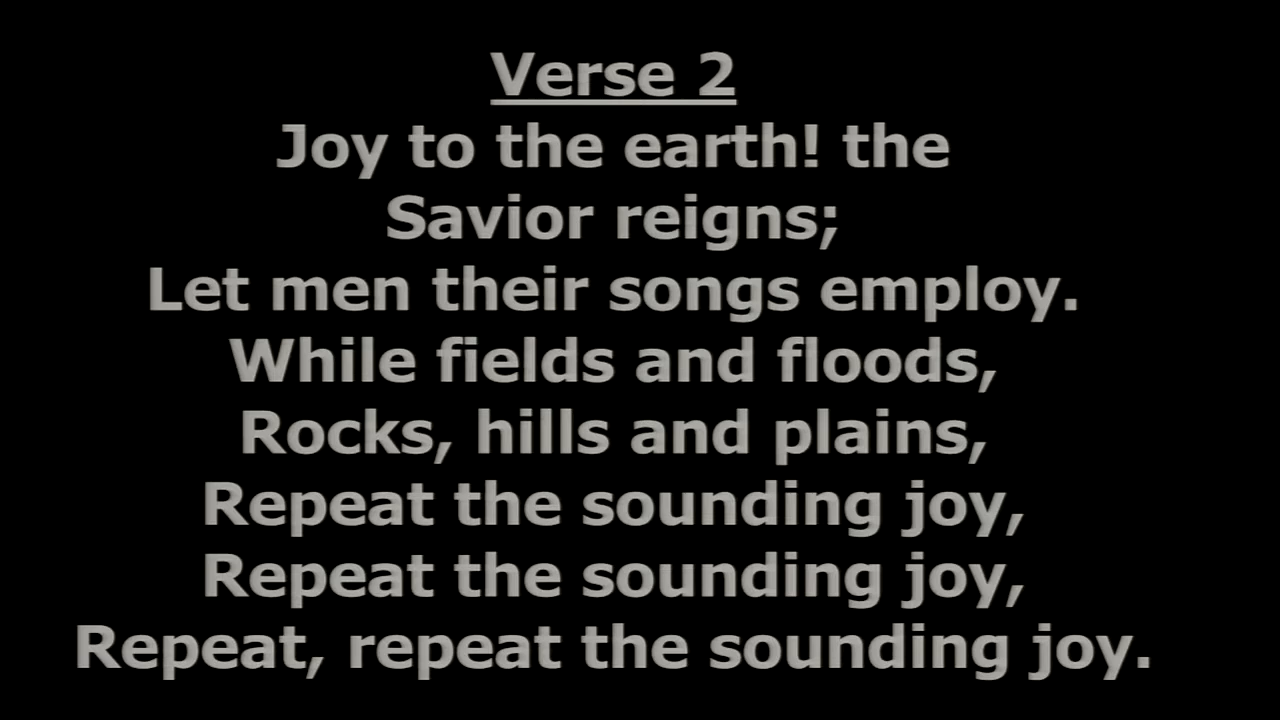 Verse 2
Joy to the earth! the
Savior reigns;
Let men their songs employ.
While fields and floods,
Rocks, hills and plains,
Repeat the sounding joy,
Repeat the sounding joy,
Repeat, repeat the sounding joy.